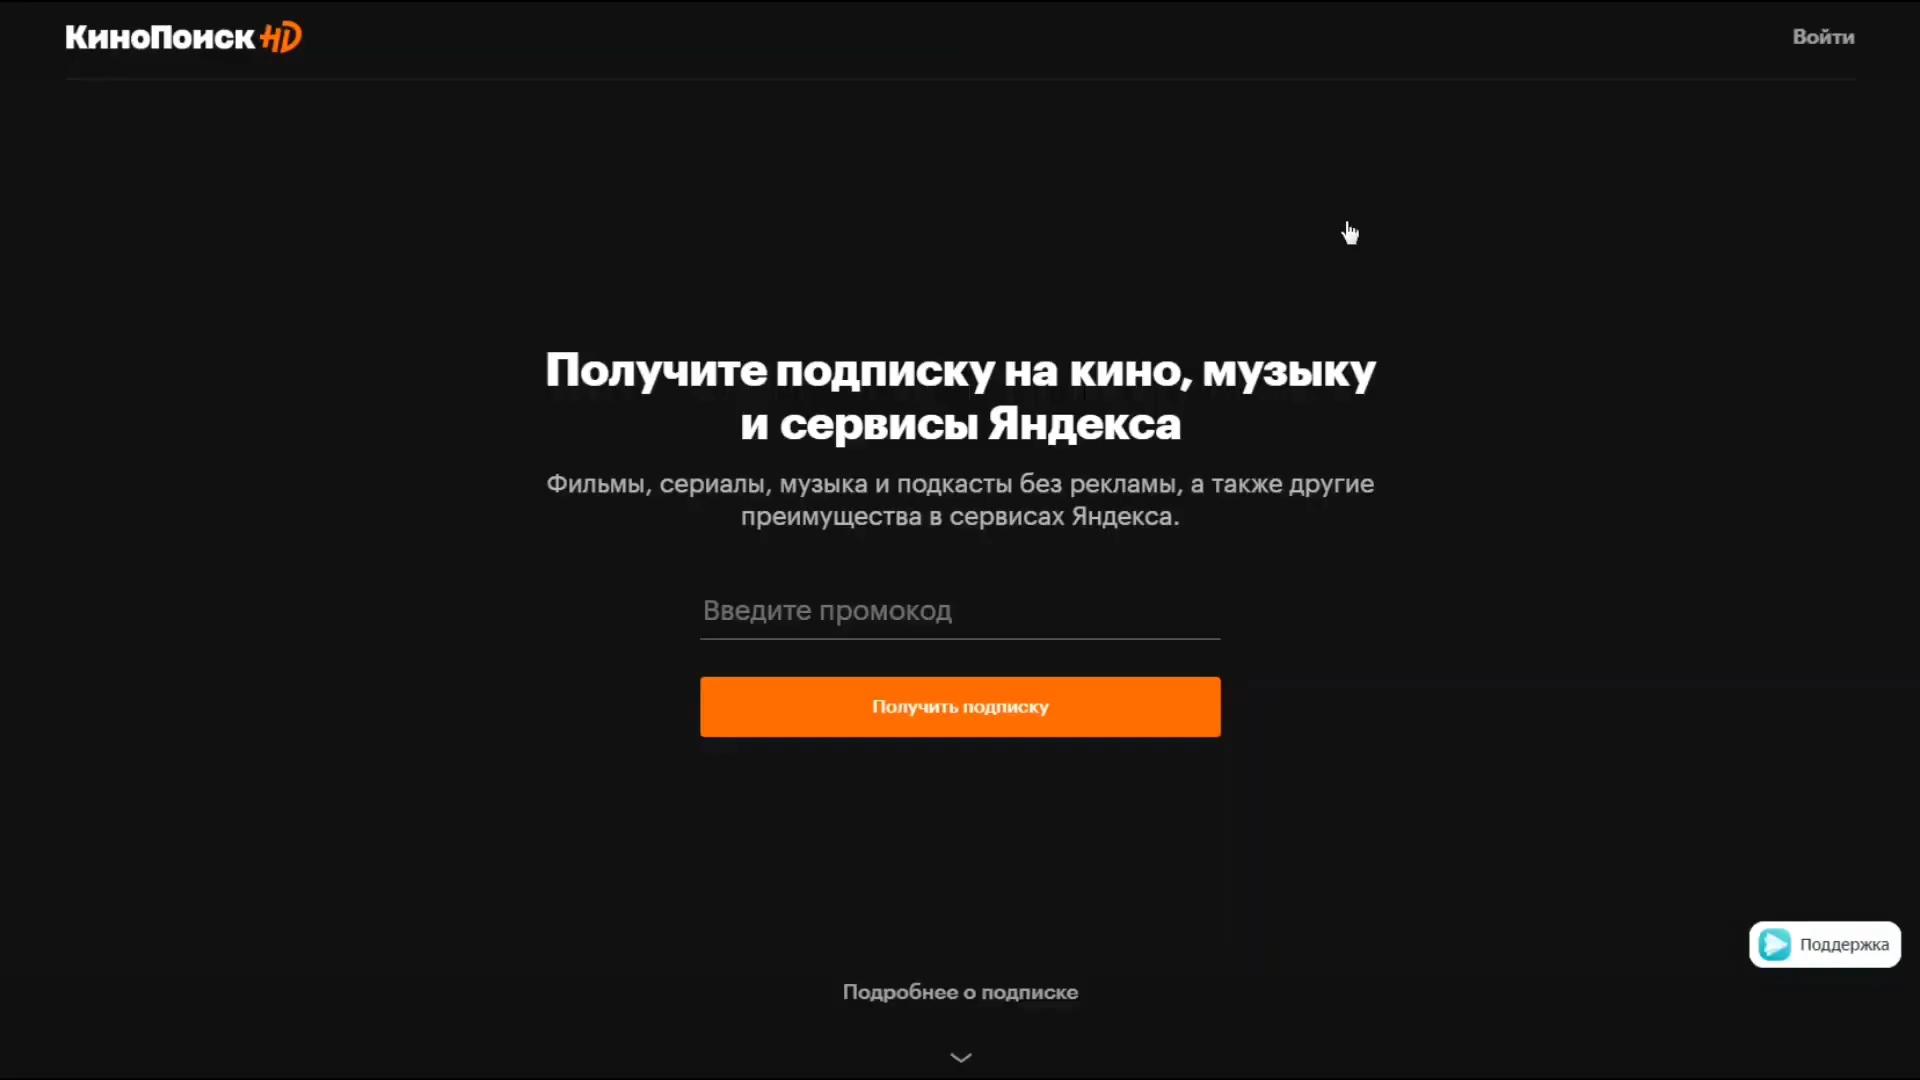 КиноПоиск HD
Войти
Получите подписку на кино, музыку
и сервисы Яндекса
Фильмы, сериалы, музыка и подкасты без рекламы, а также другие
преимущества в сервисах Яндекса.
Введите промокод
Получить подписку
Поддержка
Подробнее о подписке